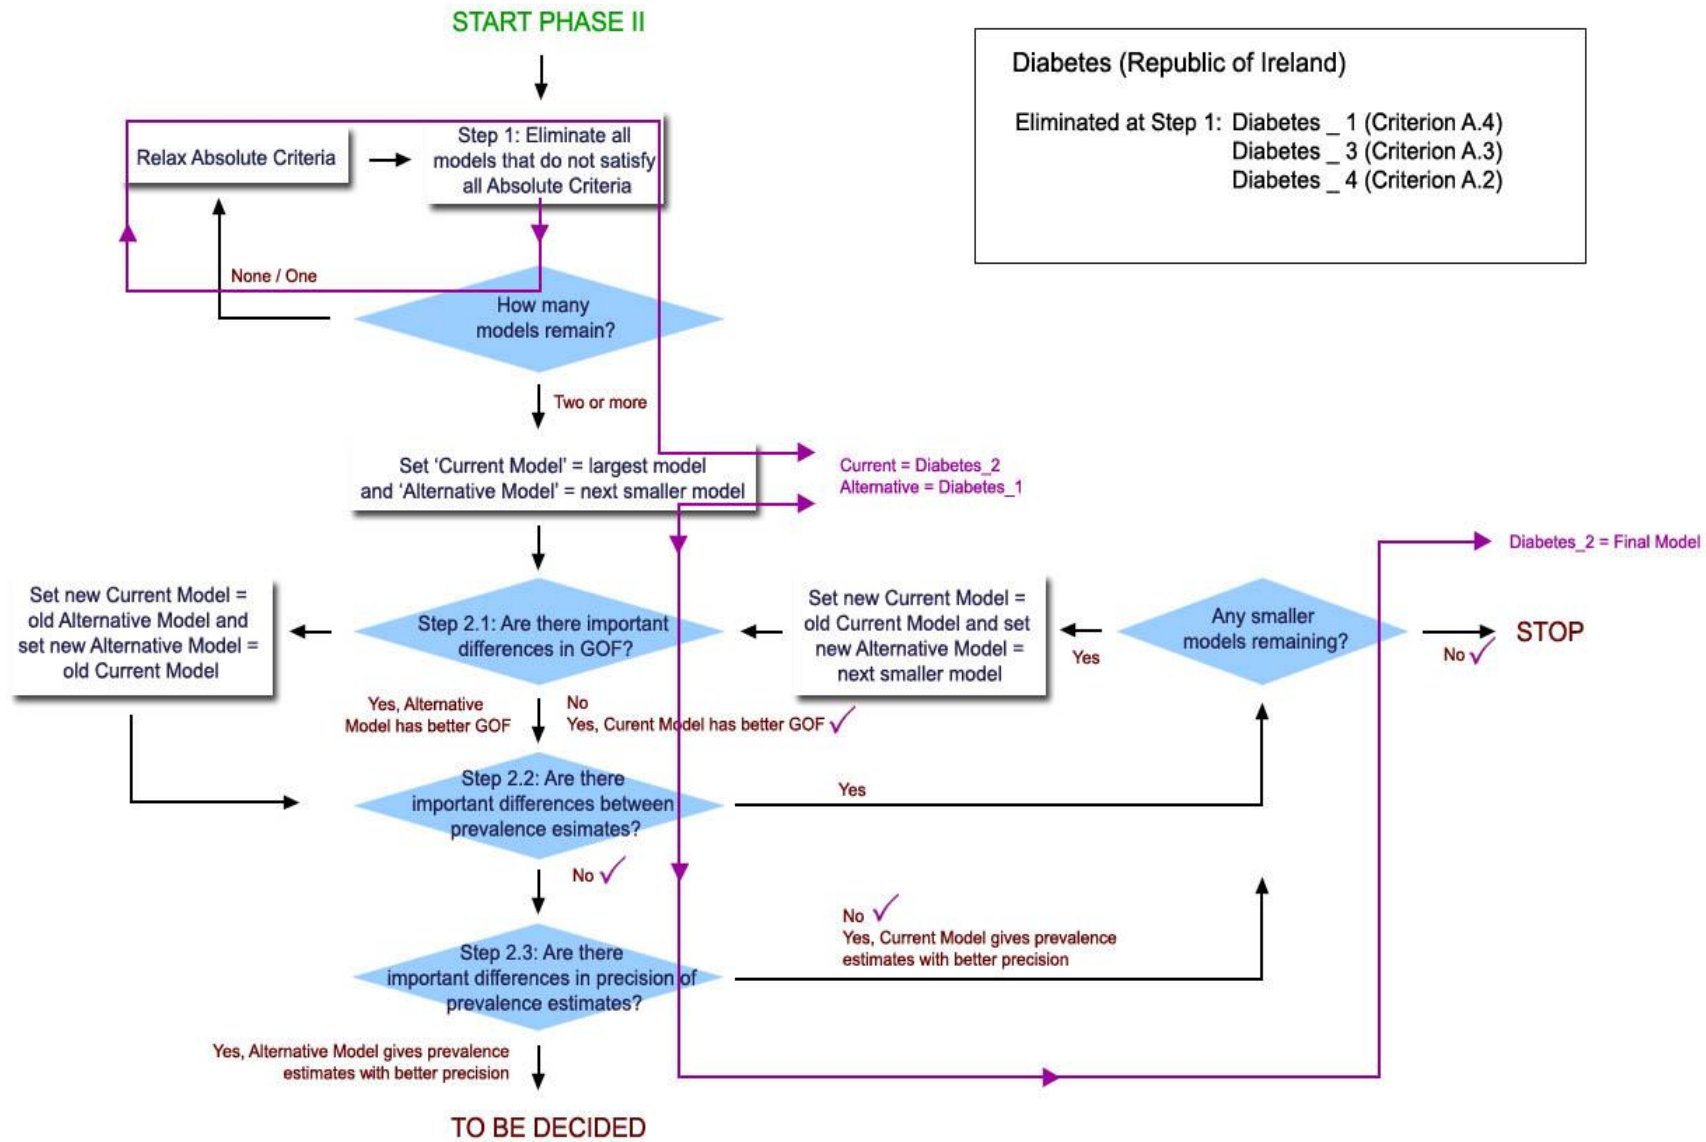 START PHASE II
Diabetes (Republic of Ireland)
Eliminated at Step 1: Diabetes _ 1 (Criterion A.4)
Diabetes _ 3 (Criterion A.3)
Diabetes _ 4 (Criterion A.2)
Relax Absolute Criteria
Step 1: Eliminate all
models that do not satisfy
all Absolute Criteria
None / One
How many
models remain?
Two or more
Set ‘Current Model’ = largest model
and ‘Alternative Model’ = next smaller model
Current = Diabetes_2
Alternative = Diabetes_1
Diabetes_2 = Final Model
Set new Current Model =
old Alternative Model and
set new Alternative Model =
old Current Model
Step 2.1: Are there important
differences in GOF?
Set new Current Model =
old Current Model and set
new Alternative Model =
next smaller model
Any smaller
models remaining?
STOP
Yes
No
Yes, Alternative
Model has better GOF
No
Yes, Curent Model has better GOF
Step 2.2: Are there
important differences between
prevalence esimates?
Yes
No
No
Yes, Current Model gives prevalence
estimates with better precision
Step 2.3: Are there
important differences in precision of
prevalence estimates?
Yes, Alternative Model gives prevalence
estimates with better precision
TO BE DECIDED